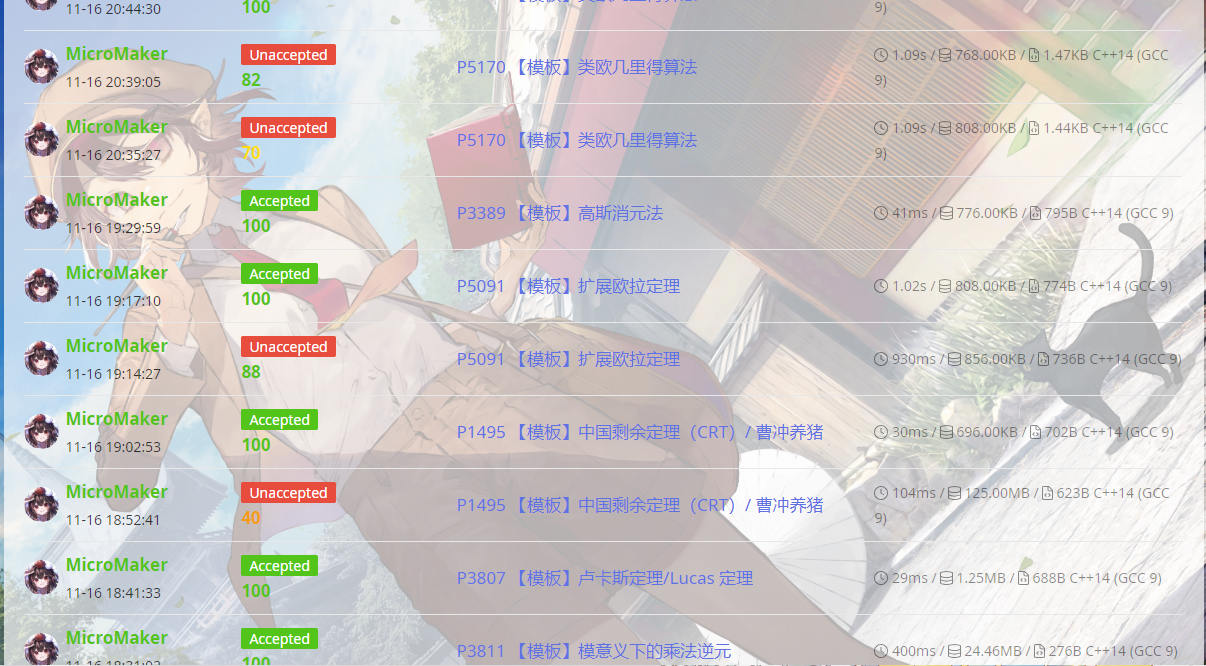 11-16 20:44:30
100
9)
MicroMaker
11-16 20:39:05
Unaccepted
82
P5170 【模板】类欧几里得算法
1.09s / 768.00KB / 1.47KB C++14 (GCC
9)
MicroMaker
11-16 20:35:27
Unaccepted
70
P5170 【模板】类欧几里得算法
1.09s / 808.00KB / 1.44KB C++14 (GCC
9)
MicroMaker
11-16 19:29:59
Accepted
100
P3389 【模板】高斯消元法
41ms / 776.00KB / 795B C++14 (GCC 9)
MicroMaker
11-16 19:17:10
Accepted
100
P5091 【模板】扩展欧拉定理
1.02s / 808.00KB / 774B C++14 (GCC 9)
MicroMaker
11-16 19:14:27
Unaccepted
88
P5091 【模板】扩展欧拉定理
930ms / 856.00KB / 736B C++14 (GCC 9)
MicroMaker
11-16 19:02:53
Accepted
100
P1495 【模板】中国剩余定理（CRT）/ 曹冲养猪
30ms / 696.00KB / 702B C++14 (GCC 9)
MicroMaker
11-16 18:52:41
Unaccepted
40
P1495 【模板】中国剩余定理（CRT）/ 曹冲养猪
104ms / 125.00MB / 623B C++14 (GCC
9)
MicroMaker
11-16 18:41:33
Accepted
100
P3807 【模板】卢卡斯定理/Lucas 定理
29ms / 1.25MB / 688B C++14 (GCC 9)
MicroMaker
Accepted
100
P3811 【模板】模意义下的乘法逆元
400ms / 24.46MB / 276B C++14 (GCC 9)